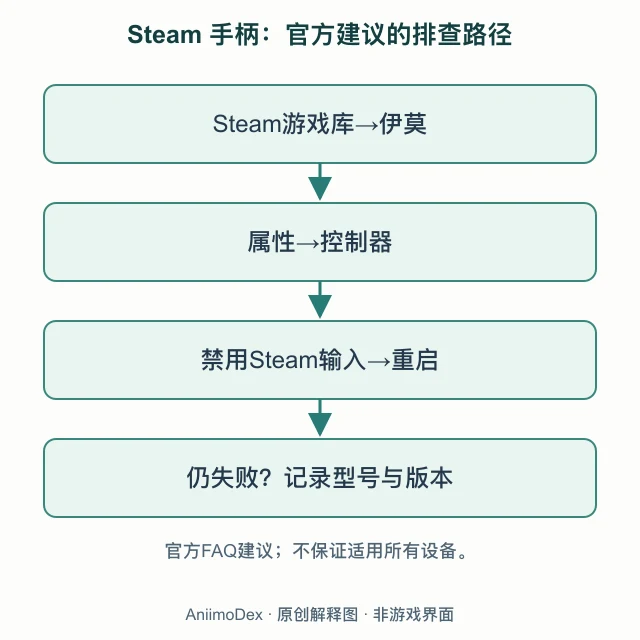 Steam 手柄：官方建议的排查路径
Steam游戏库→伊莫
属性→控制器
禁用Steam输入→重启
仍失败？记录型号与版本
官方FAQ建议；不保证适用所有设备。
AniimoDex · 原创解释图 · 非游戏界面